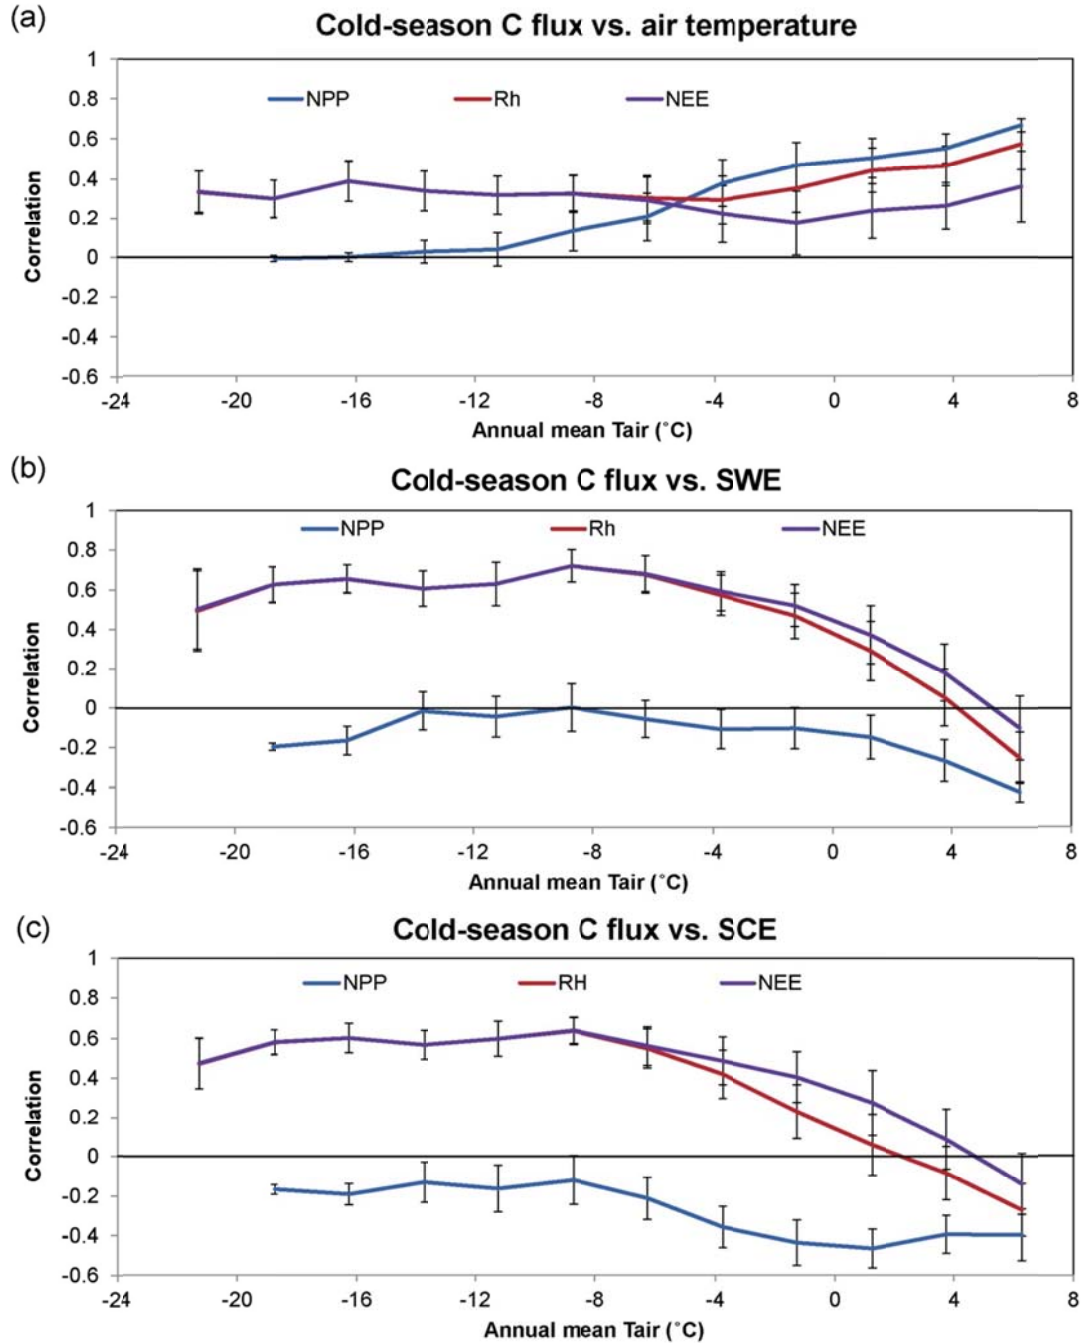 (a)
Cold-season C flux vs. air temperature
NPP Rh NEE
1
0.8
0.6
0.4
0.2
0
-0.2
-0.4
-0.6
Correlation
-24 -20 -16 -12 -8 -4 0 4 8
Annual mean Tair (˚C)
(b)
Cold-season C flux vs. SWE
NPP Rh NEE
1
0.8
0.6
0.4
0.2
0
-0.2
-0.4
-0.6
Correlation
-24 -20 -16 -12 -8 -4 0 4 8
Annual mean Tair (˚C)
(c)
Cold-season C flux vs. SCE
NPP RH NEE
1
0.8
0.6
0.4
0.2
0
-0.2
-0.4
-0.6
Correlation
-24 -20 -16 -12 -8 -4 0 4 8
Annual mean Tair (˚C)